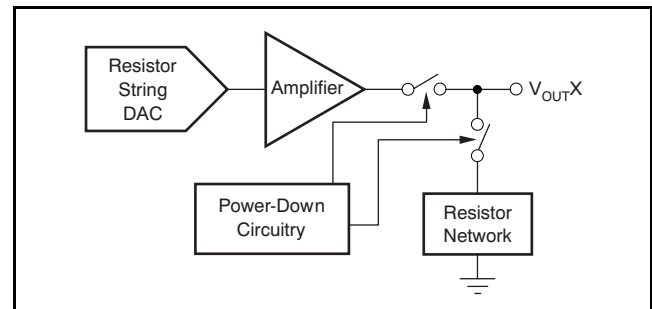 Resistor
String
DAC
Amplifier
V_OUTX
Power-Down
Circuitry
Resistor
Network